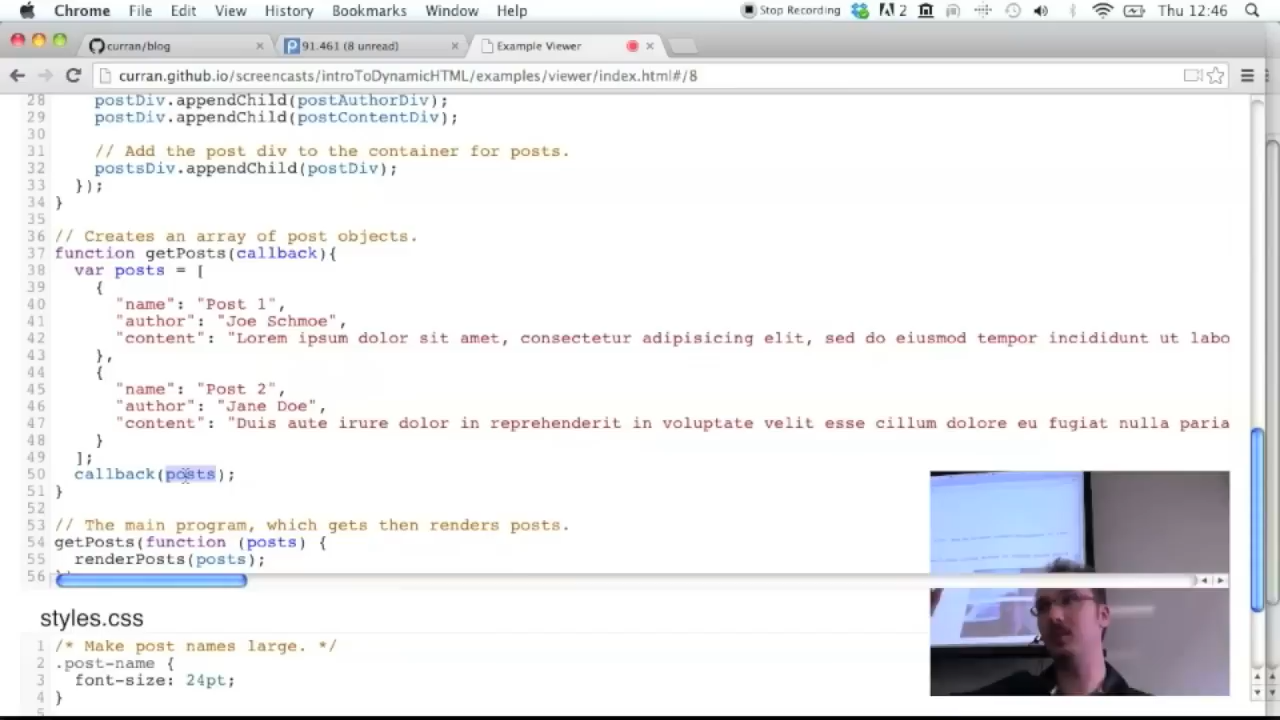 Chrome File Edit View History Bookmarks Window Help Stop Recording 2 Thu 12:46
curran/blog 91.461 (8 unread) Example Viewer
curran.github.io/screencasts/introToDynamicHTML/examples/viewer/index.html#/8
28 postDiv.appendChild(postAuthorDiv);
29 postDiv.appendChild(postContentDiv);
30
31 // Add the post div to the container for posts.
32 postsDiv.appendChild(postDiv);
33 });
34 }
35
36 // Creates an array of post objects.
37 function getPosts(callback){
38 var posts = [
39 {
40 "name": "Post 1",
41 "author": "Joe Schmoe",
42 "content": "Lorem ipsum dolor sit amet, consectetur adipisicing elit, sed do eiusmod tempor incididunt ut labo
43 },
44 {
45 "name": "Post 2",
46 "author": "Jane Doe",
47 "content": "Duis aute irure dolor in reprehenderit in voluptate velit esse cillum dolore eu fugiat nulla paria
48 }
49 ];
50 callback(posts);
51 }
52
53 // The main program, which gets then renders posts.
54 getPosts(function (posts) {
55 renderPosts(posts);
56
styles.css
1 /* Make post names large. */
2 .post-name {
3 font-size: 24pt;
4 }
5